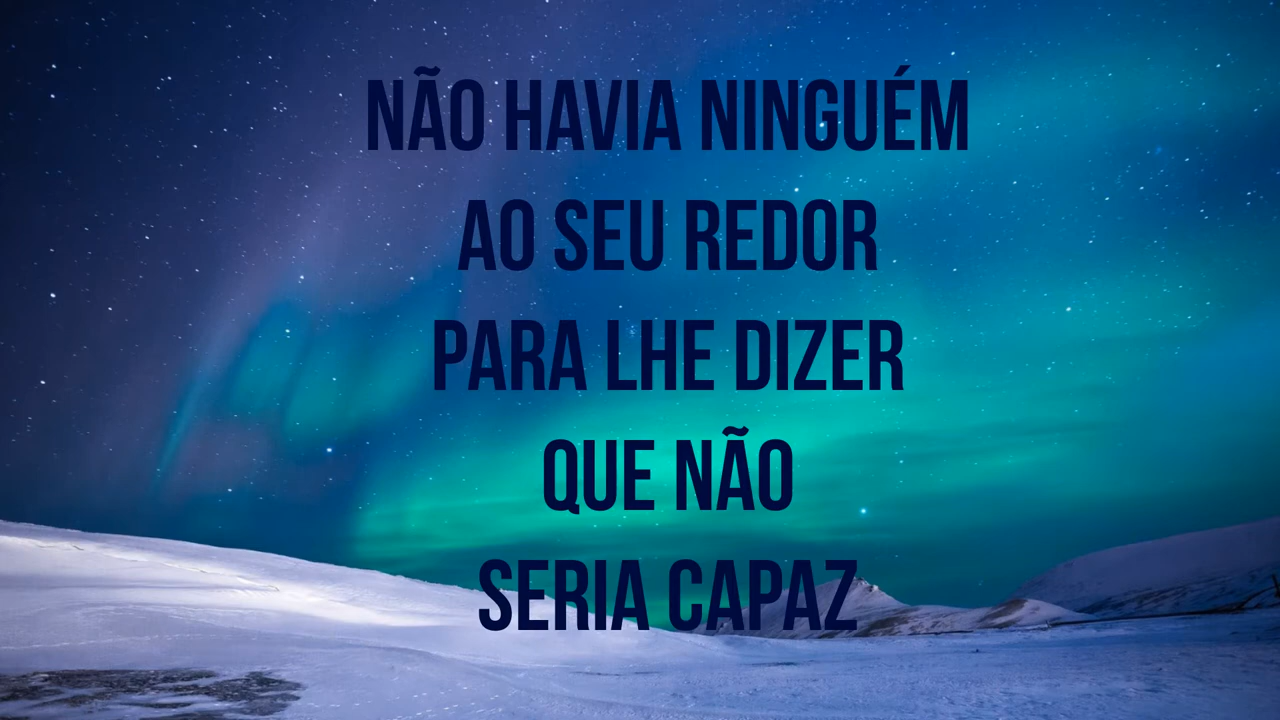 NÃO HAVIA NINGUÉM
AO SEU REDOR
PARA LHE DIZER
QUE NÃO
SERIA CAPAZ